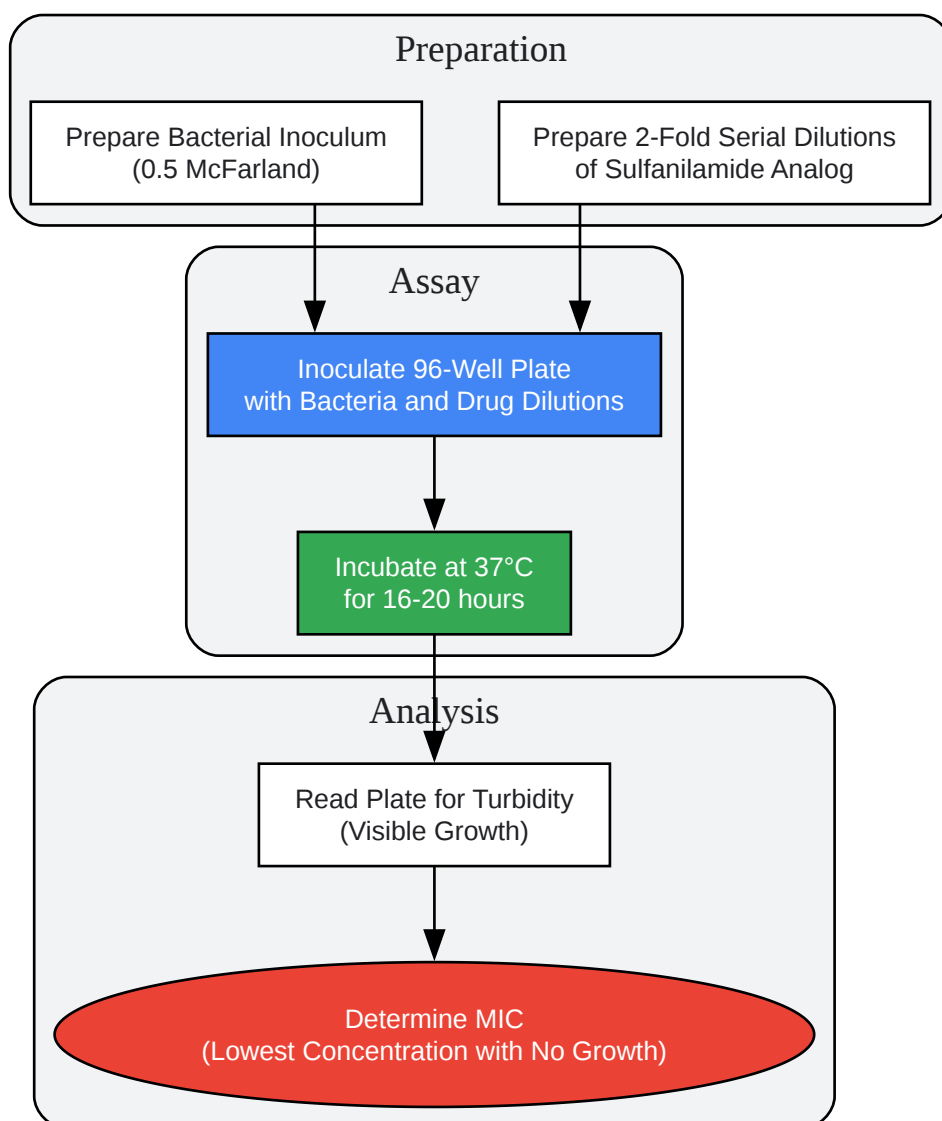 Preparation
Prepare Bacterial Inoculum
(0.5 McFarland)
Prepare 2-Fold Serial Dilutions
of Sulfanilamide Analog
Assay
Inoculate 96-Well Plate
with Bacteria and Drug Dilutions
Incubate at 37°C
for 16-20 hours
Analysis
Read Plate for Turbidity
(Visible Growth)
Determine MIC
(Lowest Concentration with No Growth)